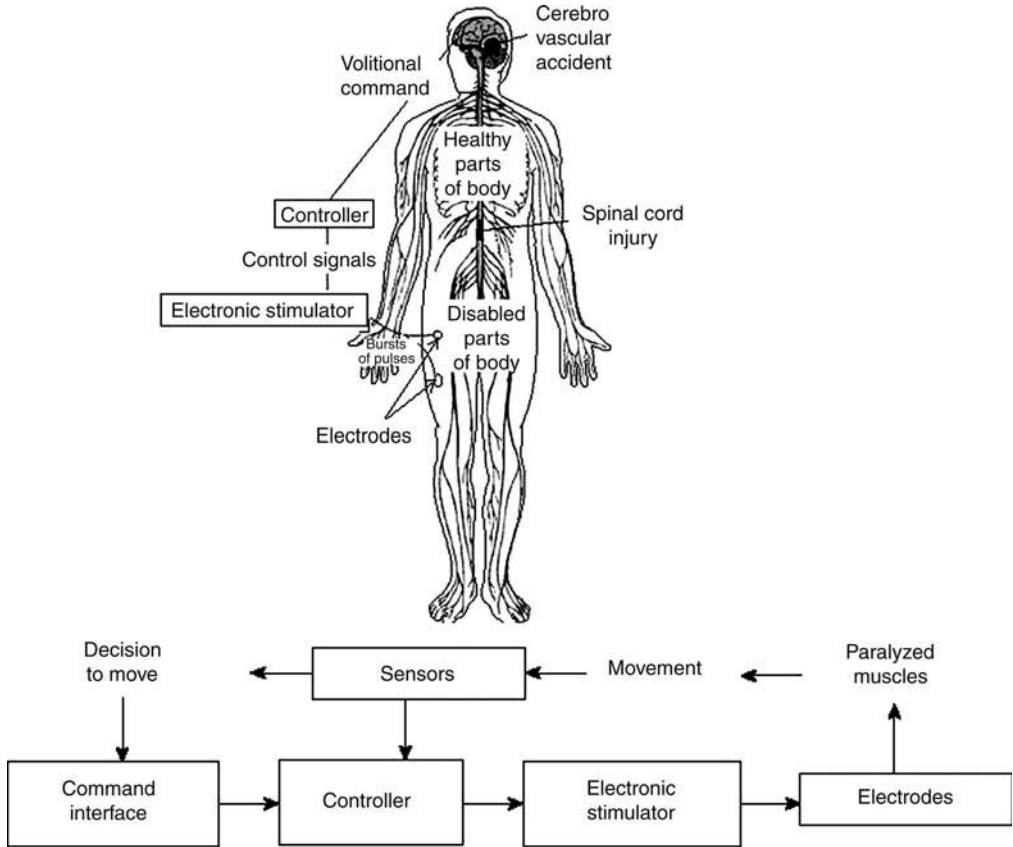 Cerebro
vascular
accident
Volitional
command
Healthy
parts
of body
Controller
Spinal cord
injury
Control signals
Electronic stimulator
Disabled
parts
of body
Bursts
of pulses
Electrodes
Decision
to move
Sensors
Movement
Paralyzed
muscles
Command
interface
Controller
Electronic
stimulator
Electrodes